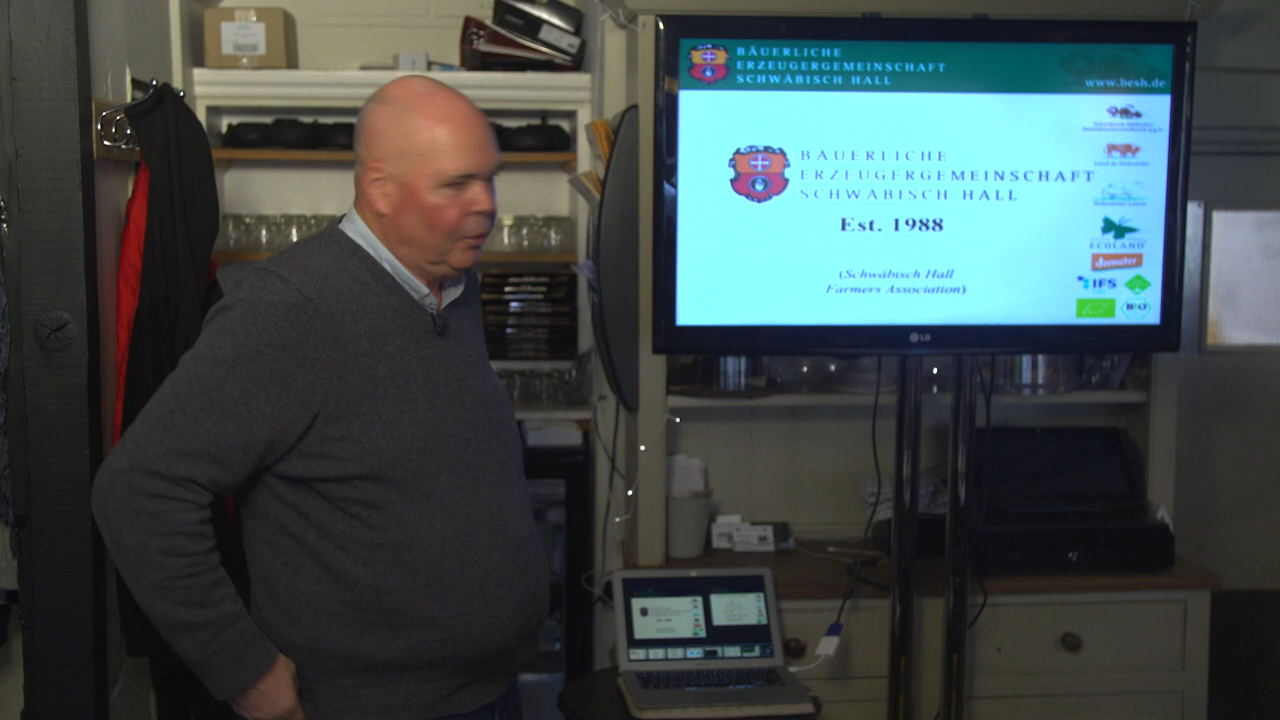 BÄUERLICHE
ERZEUGERGEMEINSCHAFT
SCHWÄBISCH HALL
www.besh.de
BÄUERLICHE
ERZEUGERGEMEINSCHAFT
SCHWÄBISCH HALL
Est. 1988
(Schwäbisch Hall
Farmers Association)
ECOLAND
demeter
IFS
LG